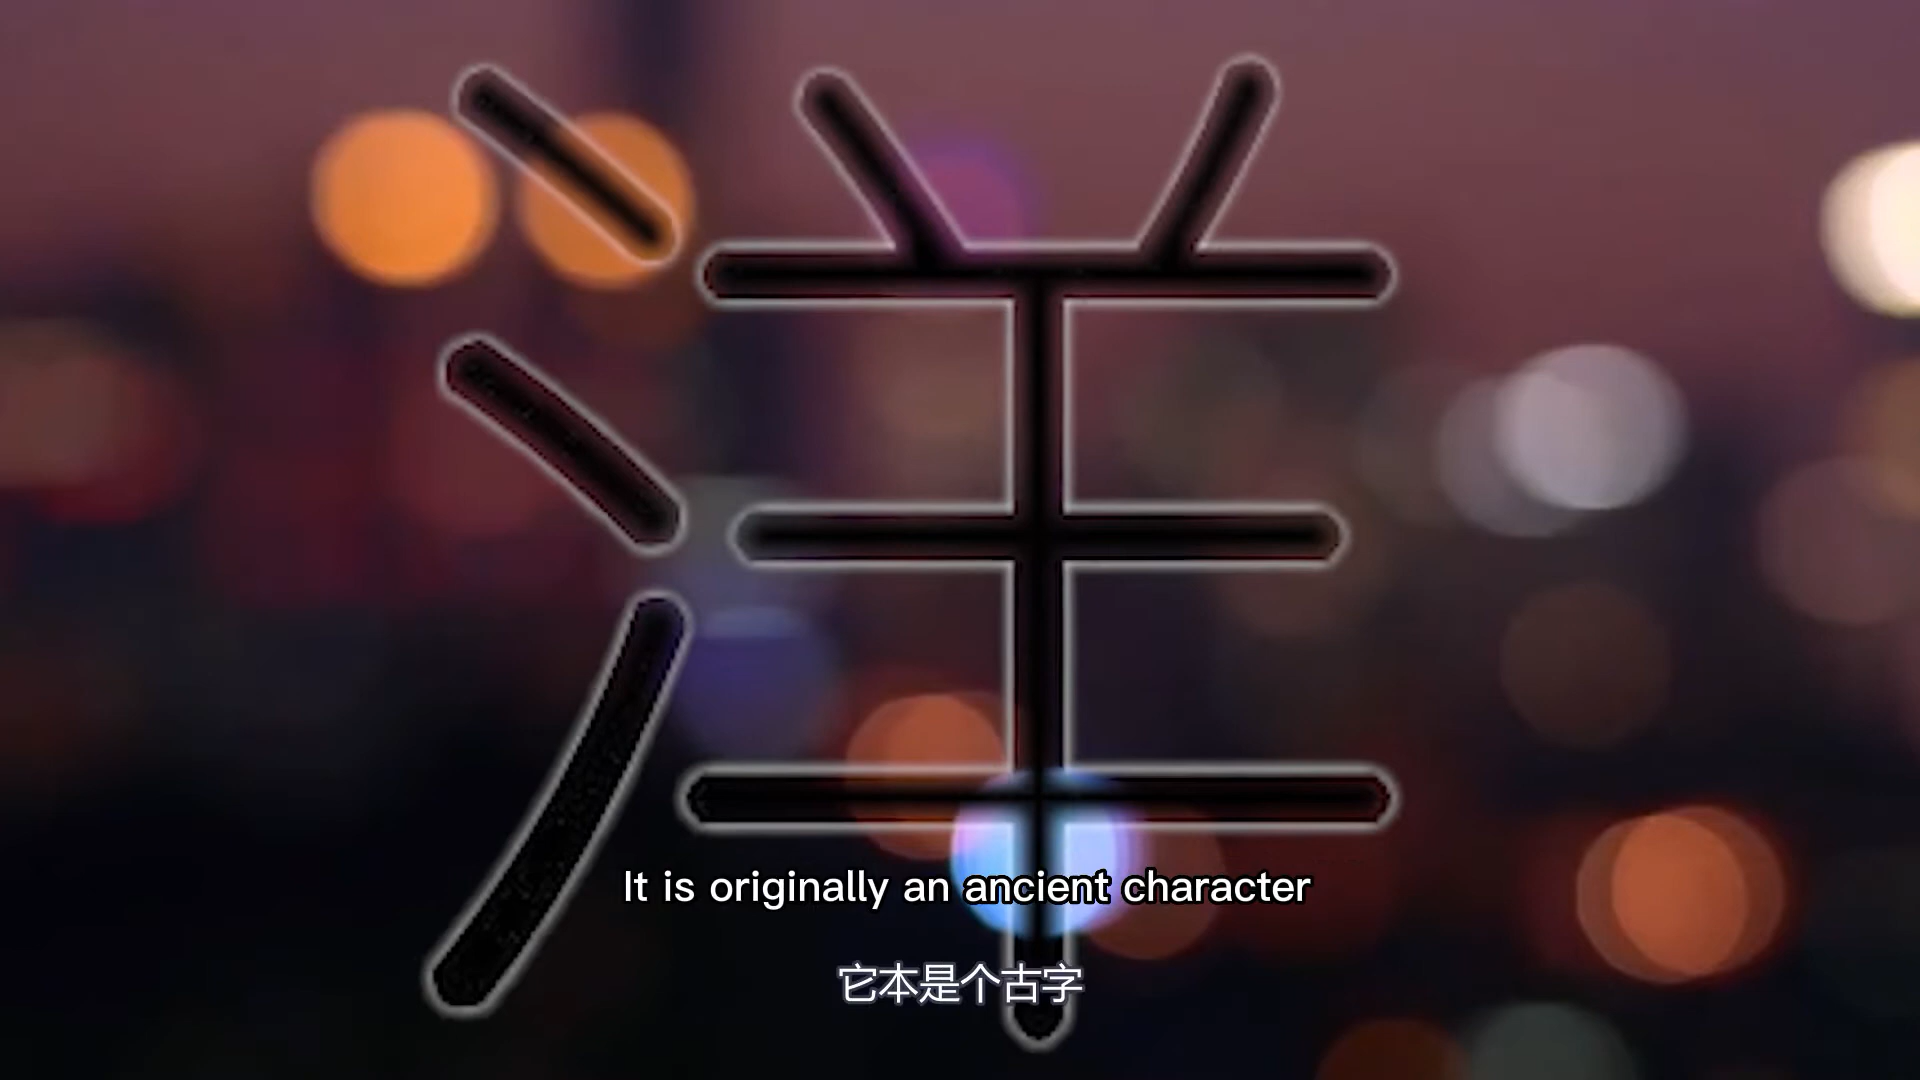 洋
It is originally an ancient character
它本是个古字